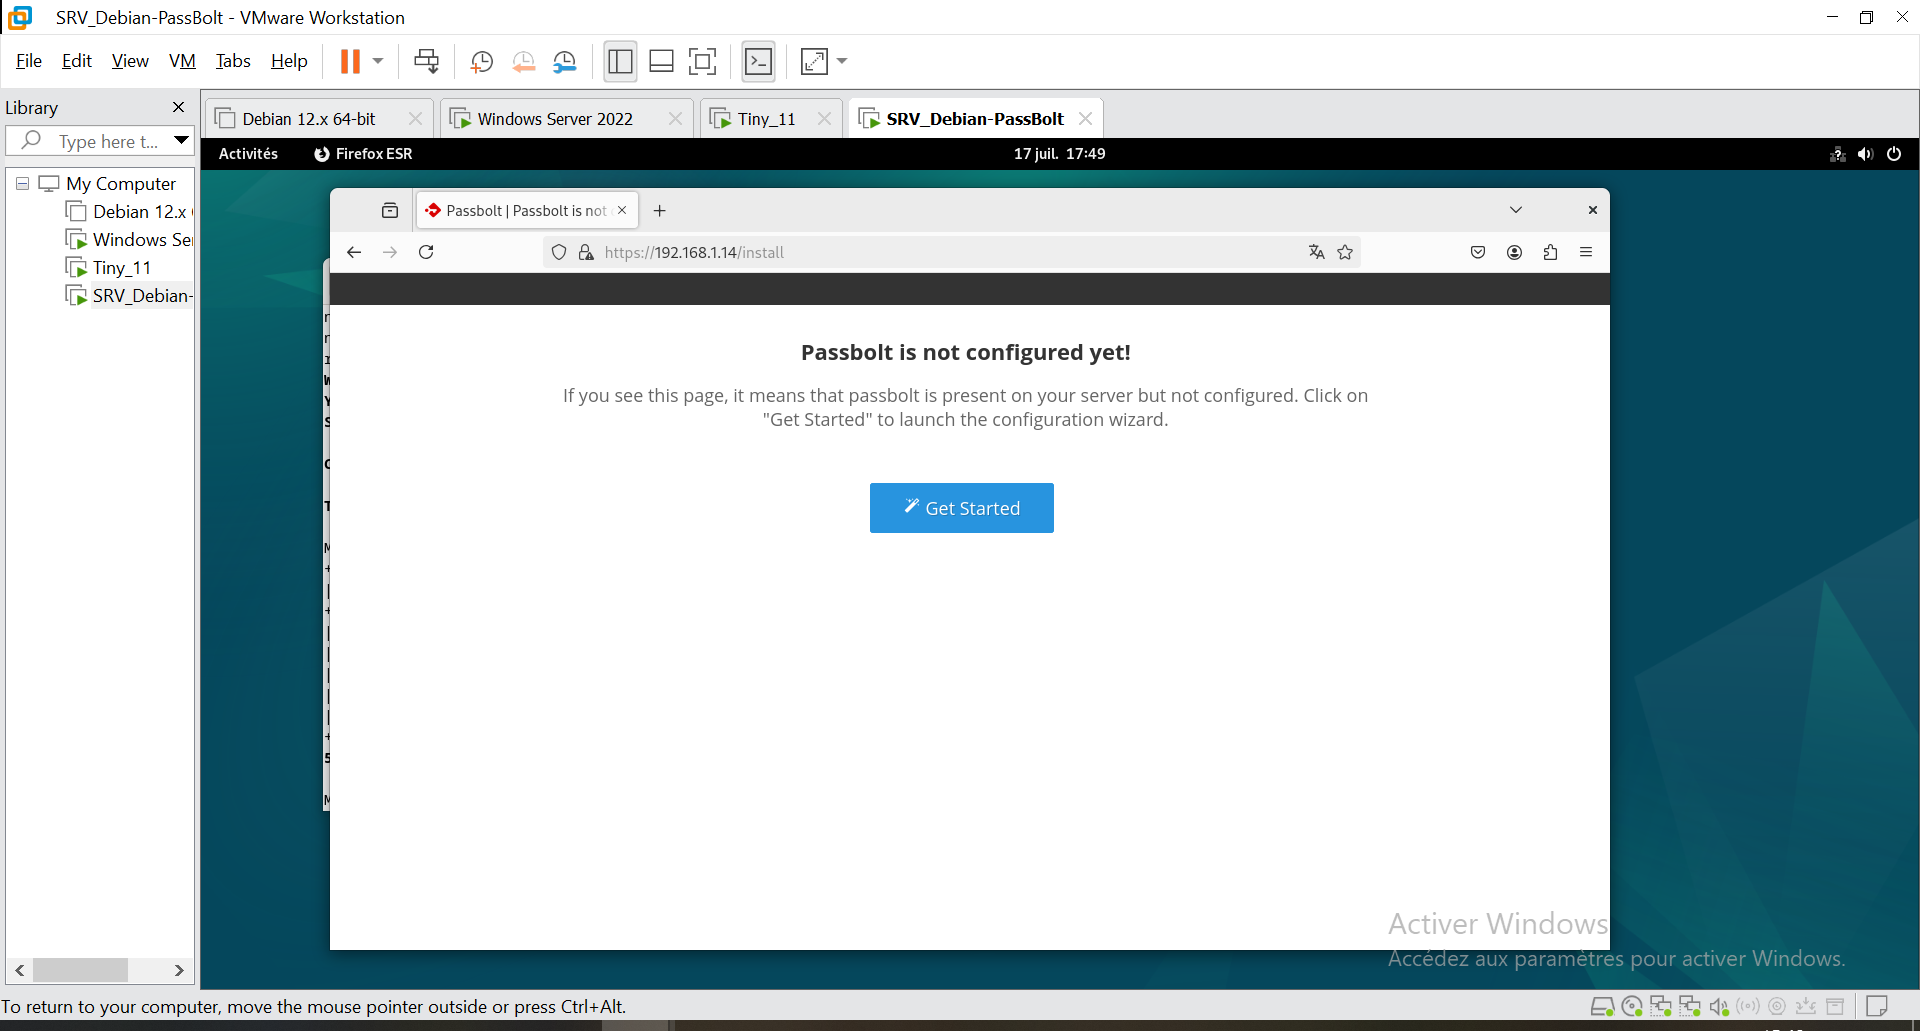 SRV_Debian-PassBolt - VMware Workstation
File Edit View VM Tabs Help
Library
Type here t...
My Computer
Debian 12.x
Windows Se
Tiny_11
SRV_Debian-
Debian 12.x 64-bit
Windows Server 2022
Tiny_11
SRV_Debian-PassBolt
Activités
Firefox ESR
17 juil. 17:49
Passbolt | Passbolt is not
https://192.168.1.14/install
Passbolt is not configured yet!
If you see this page, it means that passbolt is present on your server but not configured. Click on
"Get Started" to launch the configuration wizard.
Get Started
Activer Windows
Accédez aux paramètres pour activer Windows.
To return to your computer, move the mouse pointer outside or press Ctrl+Alt.